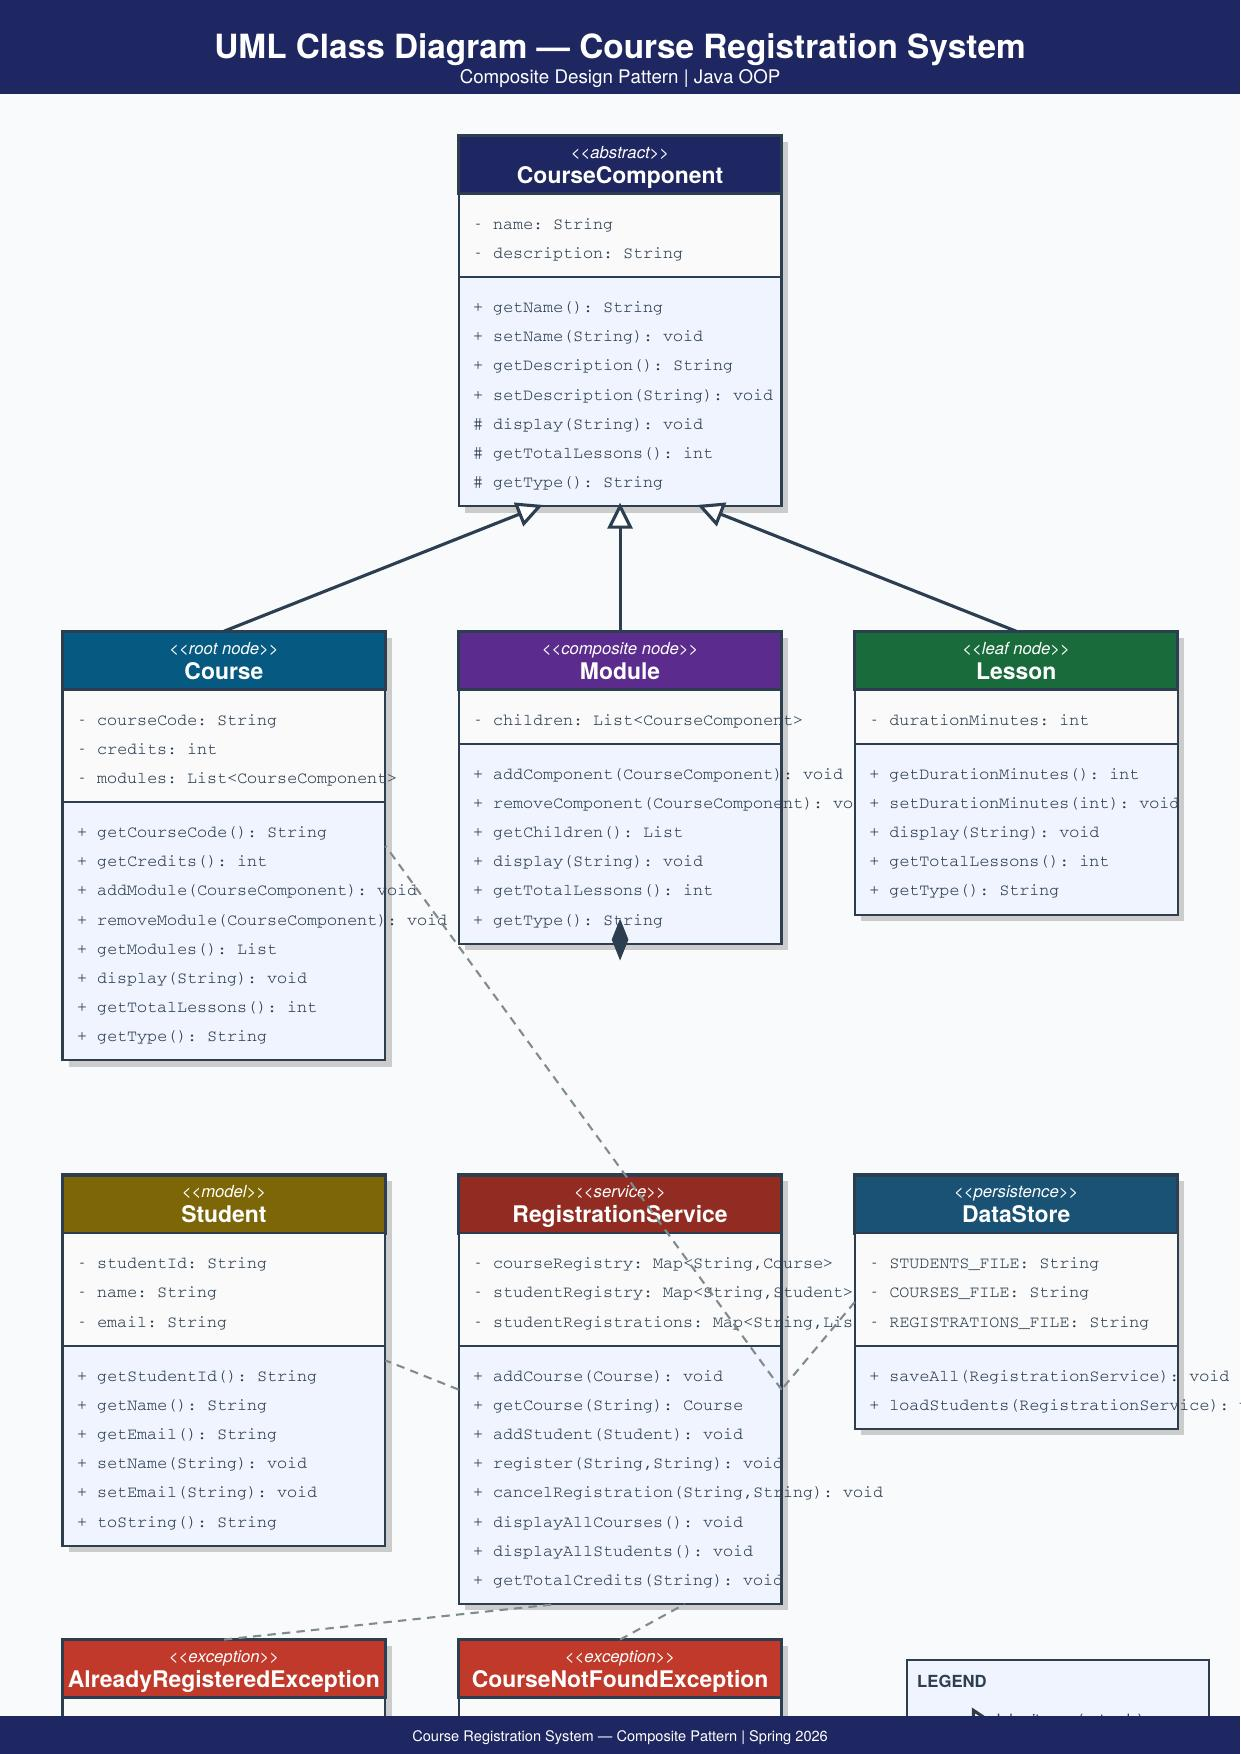 UML Class Diagram — Course Registration System
Composite Design Pattern | Java OOP
<<abstract>>
CourseComponent
- name: String
- description: String
+ getName(): String
+ setName(String): void
+ getDescription(): String
+ setDescription(String): void
# display(String): void
# getTotalLessons(): int
# getType(): String
<<root node>>
Course
- courseCode: String
- credits: int
- modules: List<CourseComponent>
+ getCourseCode(): String
+ getCredits(): int
+ addModule(CourseComponent): void
+ removeModule(CourseComponent): void
+ getModules(): List
+ display(String): void
+ getTotalLessons(): int
+ getType(): String
<<composite node>>
Module
- children: List<CourseComponent>
+ addComponent(CourseComponent): void
+ removeComponent(CourseComponent): vo
+ getChildren(): List
+ display(String): void
+ getTotalLessons(): int
+ getType(): String
<<leaf node>>
Lesson
- durationMinutes: int
+ getDurationMinutes(): int
+ setDurationMinutes(int): void
+ display(String): void
+ getTotalLessons(): int
+ getType(): String
<<model>>
Student
- studentId: String
- name: String
- email: String
+ getStudentId(): String
+ getName(): String
+ getEmail(): String
+ setName(String): void
+ setEmail(String): void
+ toString(): String
<<service>>
RegistrationService
- courseRegistry: Map<String,Course>
- studentRegistry: Map<String,Student>
- studentRegistrations: Map<String,Lis
+ addCourse(Course): void
+ getCourse(String): Course
+ addStudent(Student): void
+ register(String,String): void
+ cancelRegistration(String,String): void
+ displayAllCourses(): void
+ displayAllStudents(): void
+ getTotalCredits(String): void
<<persistence>>
DataStore
- STUDENTS_FILE: String
- COURSES_FILE: String
- REGISTRATIONS_FILE: String
+ saveAll(RegistrationService): void
+ loadStudents(RegistrationService):
<<exception>>
AlreadyRegisteredException
<<exception>>
CourseNotFoundException
LEGEND
Course Registration System — Composite Pattern | Spring 2026